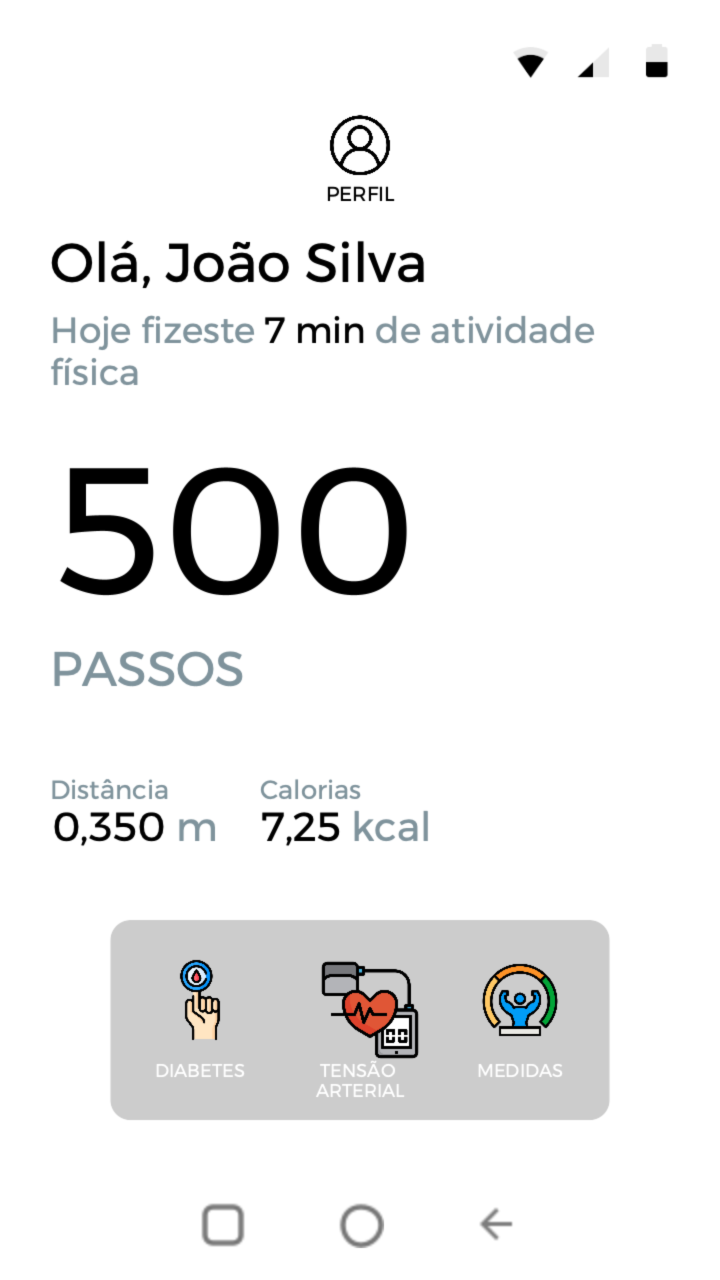 PERFIL
Olá, João Silva
Hoje fizeste 7 min de atividade
física
500
PASSOS
Distância Calorias
0,350 m 7,25 kcal
DIABETES TENSÃO MEDIDAS
ARTERIAL